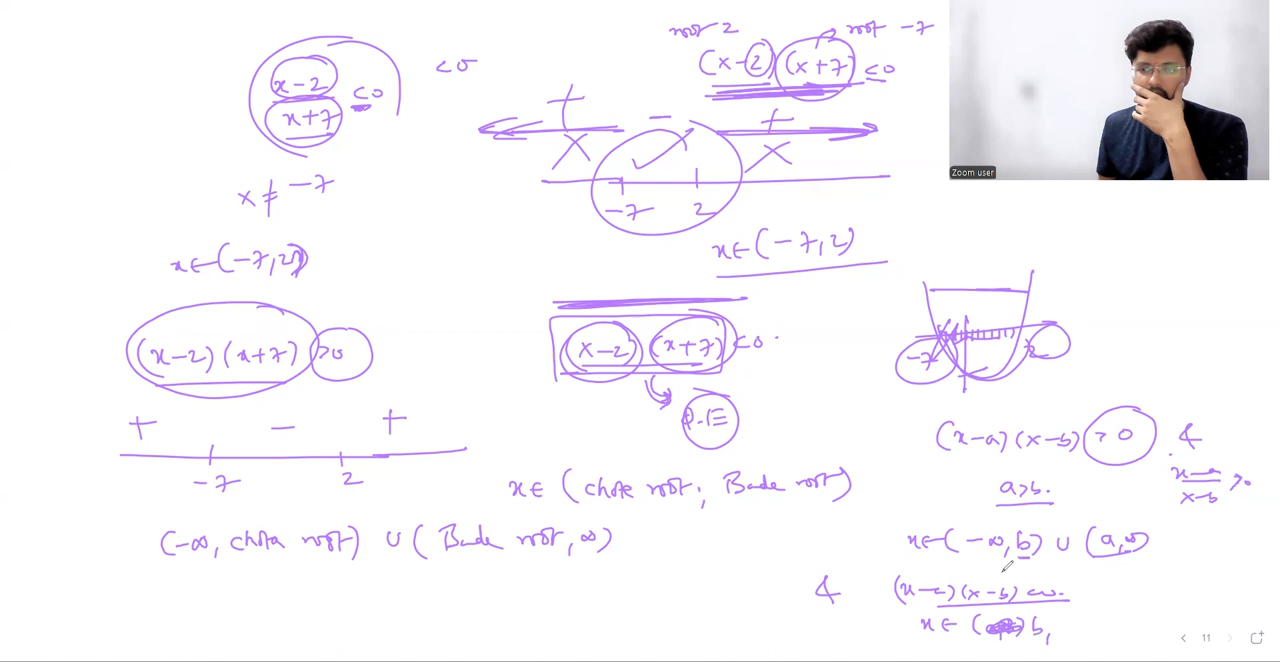 root 2
root -7
x-2
x+7
<0
<0
(x-2)(x+7) <0
+ - +
-7 2
x ≠ -7
x∈(-7,2)
x∈(-7,2)
Zoom user
(x-2)(x+7) >0
(x-2)(x+7) <0
-7 2
+ - +
-7 2
(x-a)(x-b) >0 &
x-a
x-b
>0
a>b.
x∈ (chota root, Bada root)
(-∞, chota root) ∪ (Bada root, ∞)
x∈(-∞, b) ∪ (a, ∞)
& (x-a)(x-b) <0.
x∈ ( b,
11